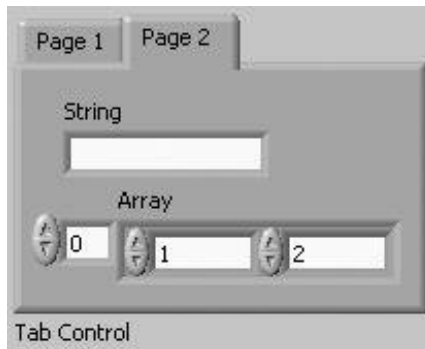 Page 1 Page 2
String
Array
0 1 2
Tab Control